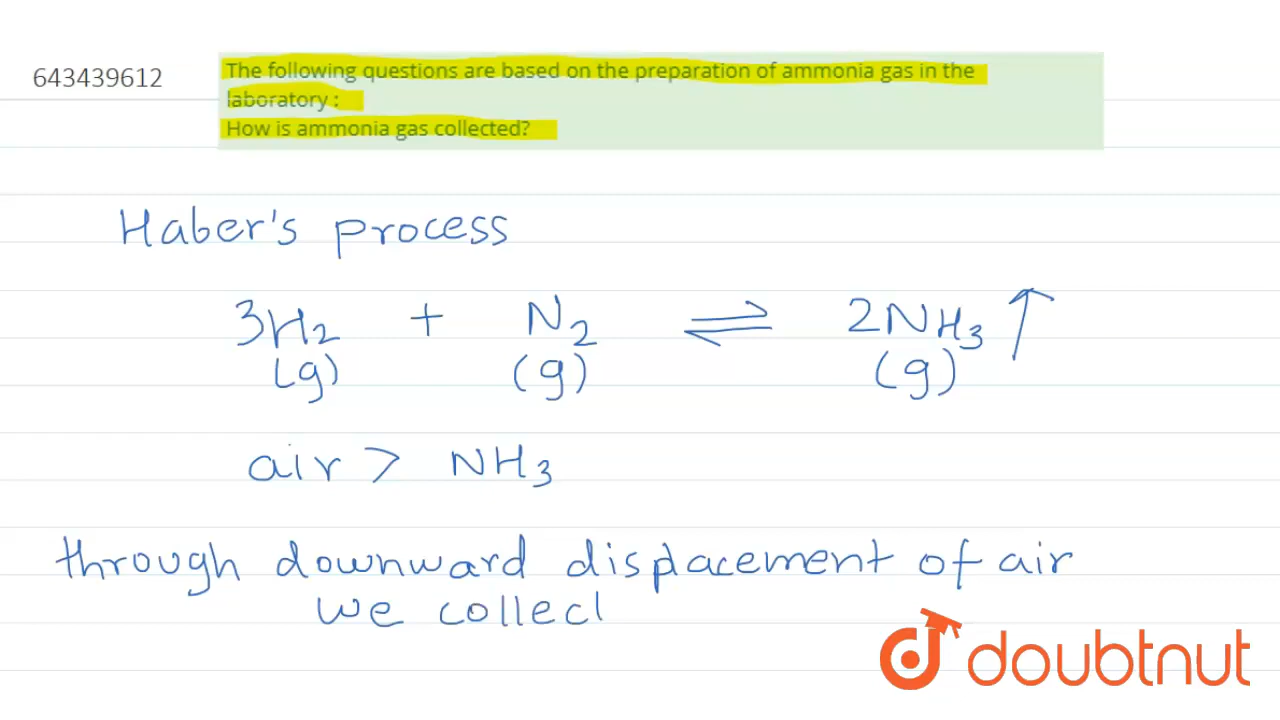 643439612
The following questions are based on the preparation of ammonia gas in the
laboratory :
How is ammonia gas collected?
Haber's process
3H₂ + N₂ ⇌ 2NH₃ ↑
(g) (g) (g)
air > NH₃
through downward displacement of air
we collec
doubtnut